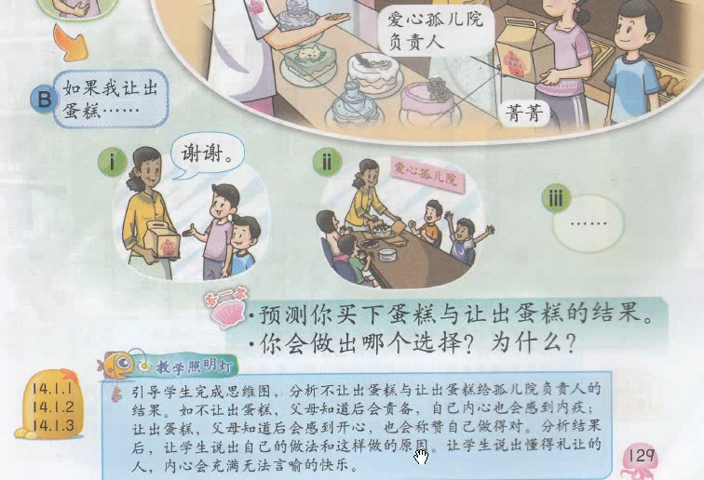 爱心孤儿院
负责人
菁菁
B
如果我让出
蛋糕……
i
谢谢。
ii
爱心孤儿院
iii
……
·预测你买下蛋糕与让出蛋糕的结果。
·你会做出哪个选择？为什么？
教学照明灯
14.1.1
14.1.2
14.1.3
引导学生完成思维图，分析不让出蛋糕与让出蛋糕给孤儿院负责人的
结果。如不让出蛋糕，父母知道后会责备，自己内心也会感到内疚；
让出蛋糕，父母知道后会感到开心，也会称赞自己做得对。分析结果
后，让学生说出自己的做法和这样做的原因。让学生说出懂得礼让的
人，内心会充满无法言喻的快乐。
129